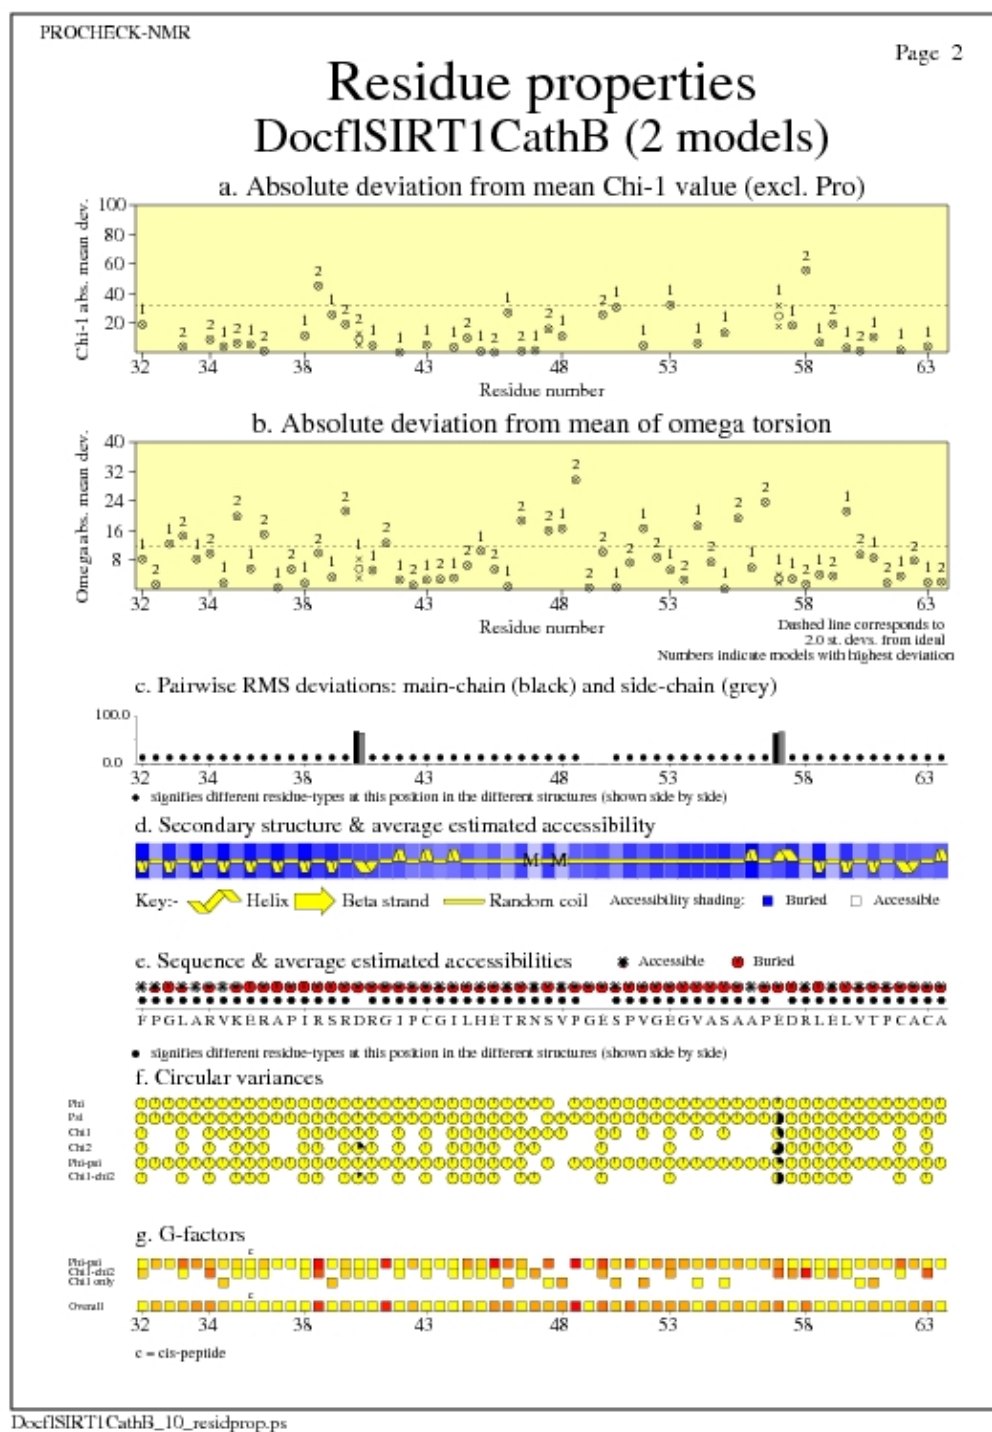 PROCHECK-NMR
Page 2
Residue properties
DocflSIRT1CathB (2 models)
a. Absolute deviation from mean Chi-1 value (excl. Pro)
Chi-1 abs. mean dev.
100
80
60
40
20
32 34 38 43 48 53 58 63
Residue number
b. Absolute deviation from mean of omega torsion
Omega abs. mean dev.
40
32
24
16
8
32 34 38 43 48 53 58 63
Residue number
Dashed line corresponds to
2.0 st. devs. from ideal
Numbers indicate models with highest deviation
c. Pairwise RMS deviations: main-chain (black) and side-chain (grey)
100.0
0.0
32 34 38 43 48 53 58 63
signifies different residue-types at this position in the different structures (shown side by side)
d. Secondary structure & average estimated accessibility
M M
Key:- Helix Beta strand Random coil Accessibility shading: Buried Accessible
e. Sequence & average estimated accessibilities Accessible Buried
F P G L A R V K E R A P I R S R D R G I P C G I L H E T R N S V P G E S P V G E G V A S A A P E D R L E L V T P C A C A
signifies different residue-types at this position in the different structures (shown side by side)
f. Circular variances
Phi
Psi
Chi1
Chi2
Phi-psi
Chi1-chi2
g. G-factors
c
Phi-psi
Chi1-chi2
Chi1 only
c
Overall
32 34 38 43 48 53 58 63
c = cis-peptide
DocflSIRT1CathB_10_residprop.ps